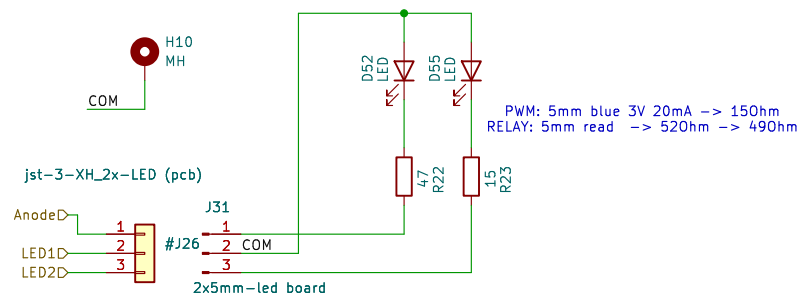 H10
MH
COM
D52
LED
D55
LED
PWM: 5mm blue 3V 20mA -> 15Ohm
RELAY: 5mm read -> 52Ohm -> 49Ohm
jst-3-XH_2x-LED (pcb)
47
R22
15
R23
Anode
LED1
LED2
1
2
3
#J26
J31
1
2
3
COM
2x5mm-led board